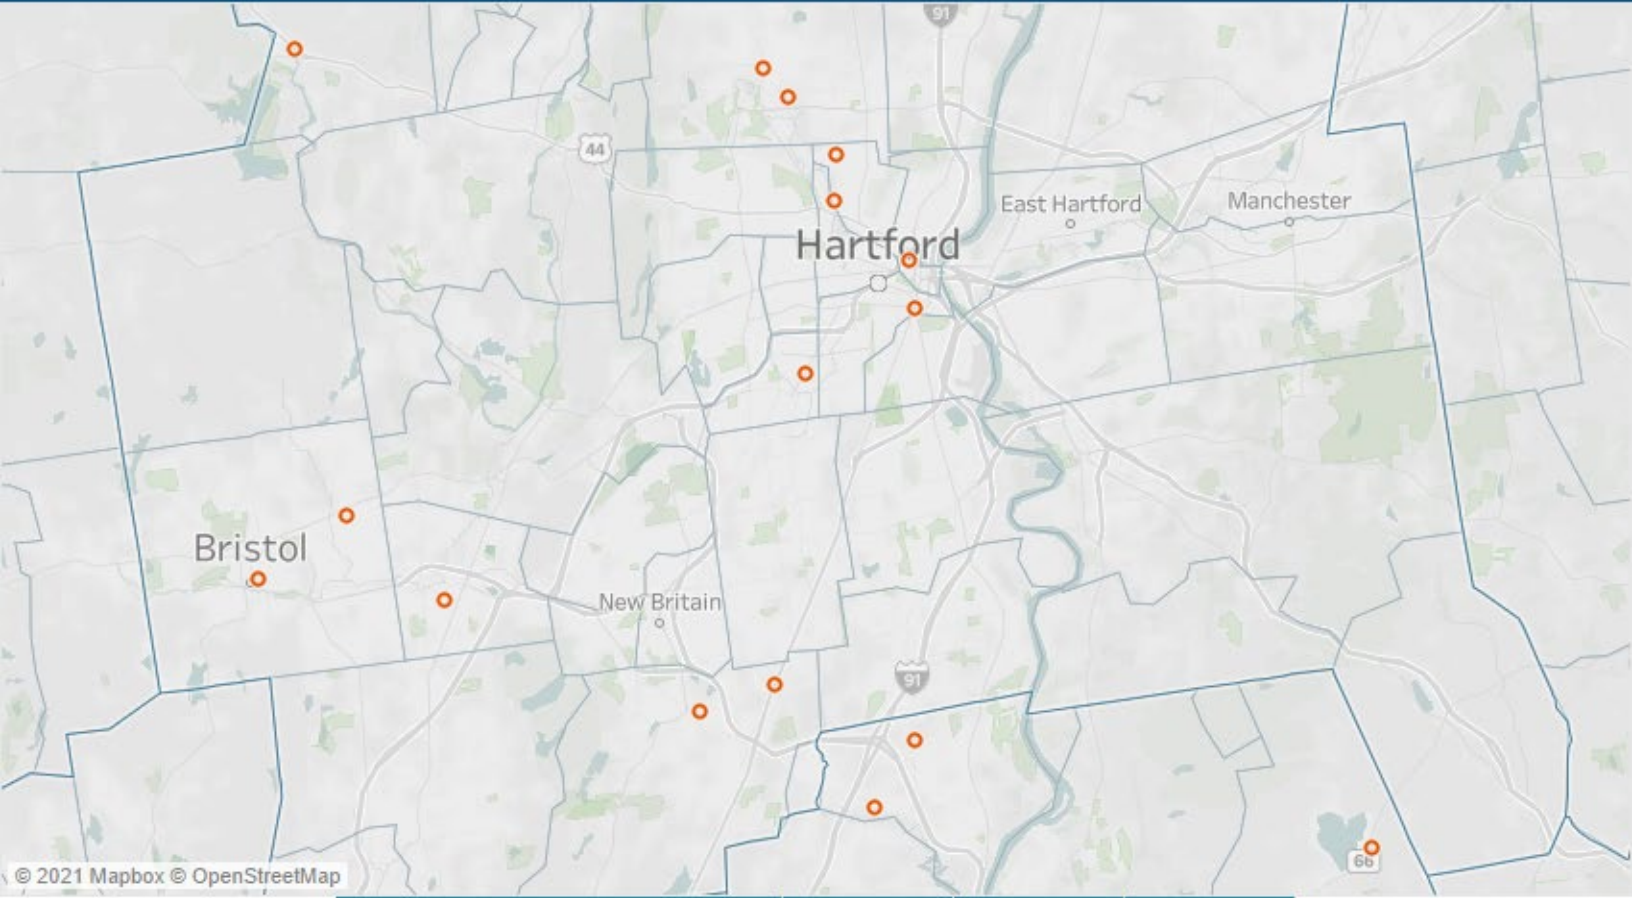 91
44
East Hartford
Manchester
Hartford
Bristol
New Britain
91
66
© 2021 Mapbox © OpenStreetMap